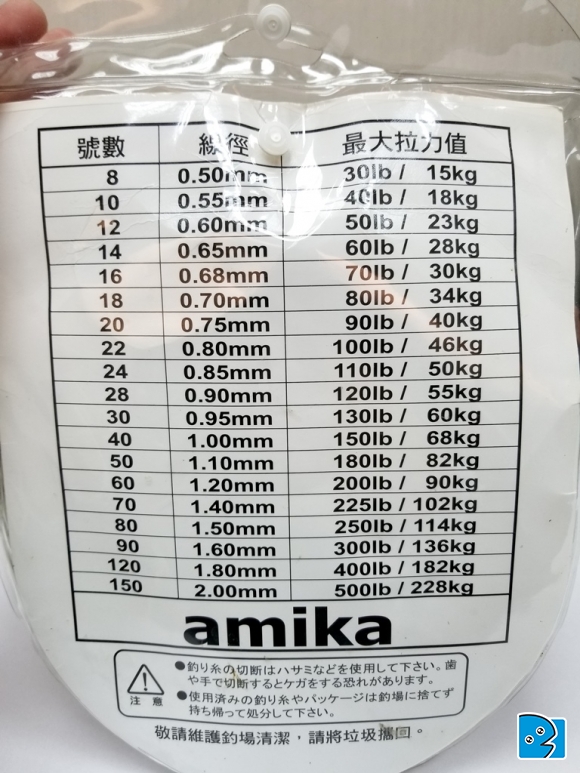 號數 線徑 最大拉力值
8 0.50mm 30lb / 15kg
10 0.55mm 40lb / 18kg
12 0.60mm 50lb / 23kg
14 0.65mm 60lb / 28kg
16 0.68mm 70lb / 30kg
18 0.70mm 80lb / 34kg
20 0.75mm 90lb / 40kg
22 0.80mm 100lb / 46kg
24 0.85mm 110lb / 50kg
28 0.90mm 120lb / 55kg
30 0.95mm 130lb / 60kg
40 1.00mm 150lb / 68kg
50 1.10mm 180lb / 82kg
60 1.20mm 200lb / 90kg
70 1.40mm 225lb / 102kg
80 1.50mm 250lb / 114kg
90 1.60mm 300lb / 136kg
120 1.80mm 400lb / 182kg
150 2.00mm 500lb / 228kg
amika
●釣り糸の切断はハサミなどを使用して下さい。歯
や手で切断するとケガをする恐れがあります。
●使用済みの釣り糸やパッケージは釣場に捨てず
持ち帰って処分して下さい。
注 意
敬請維護釣場清潔，請將垃圾攜回。